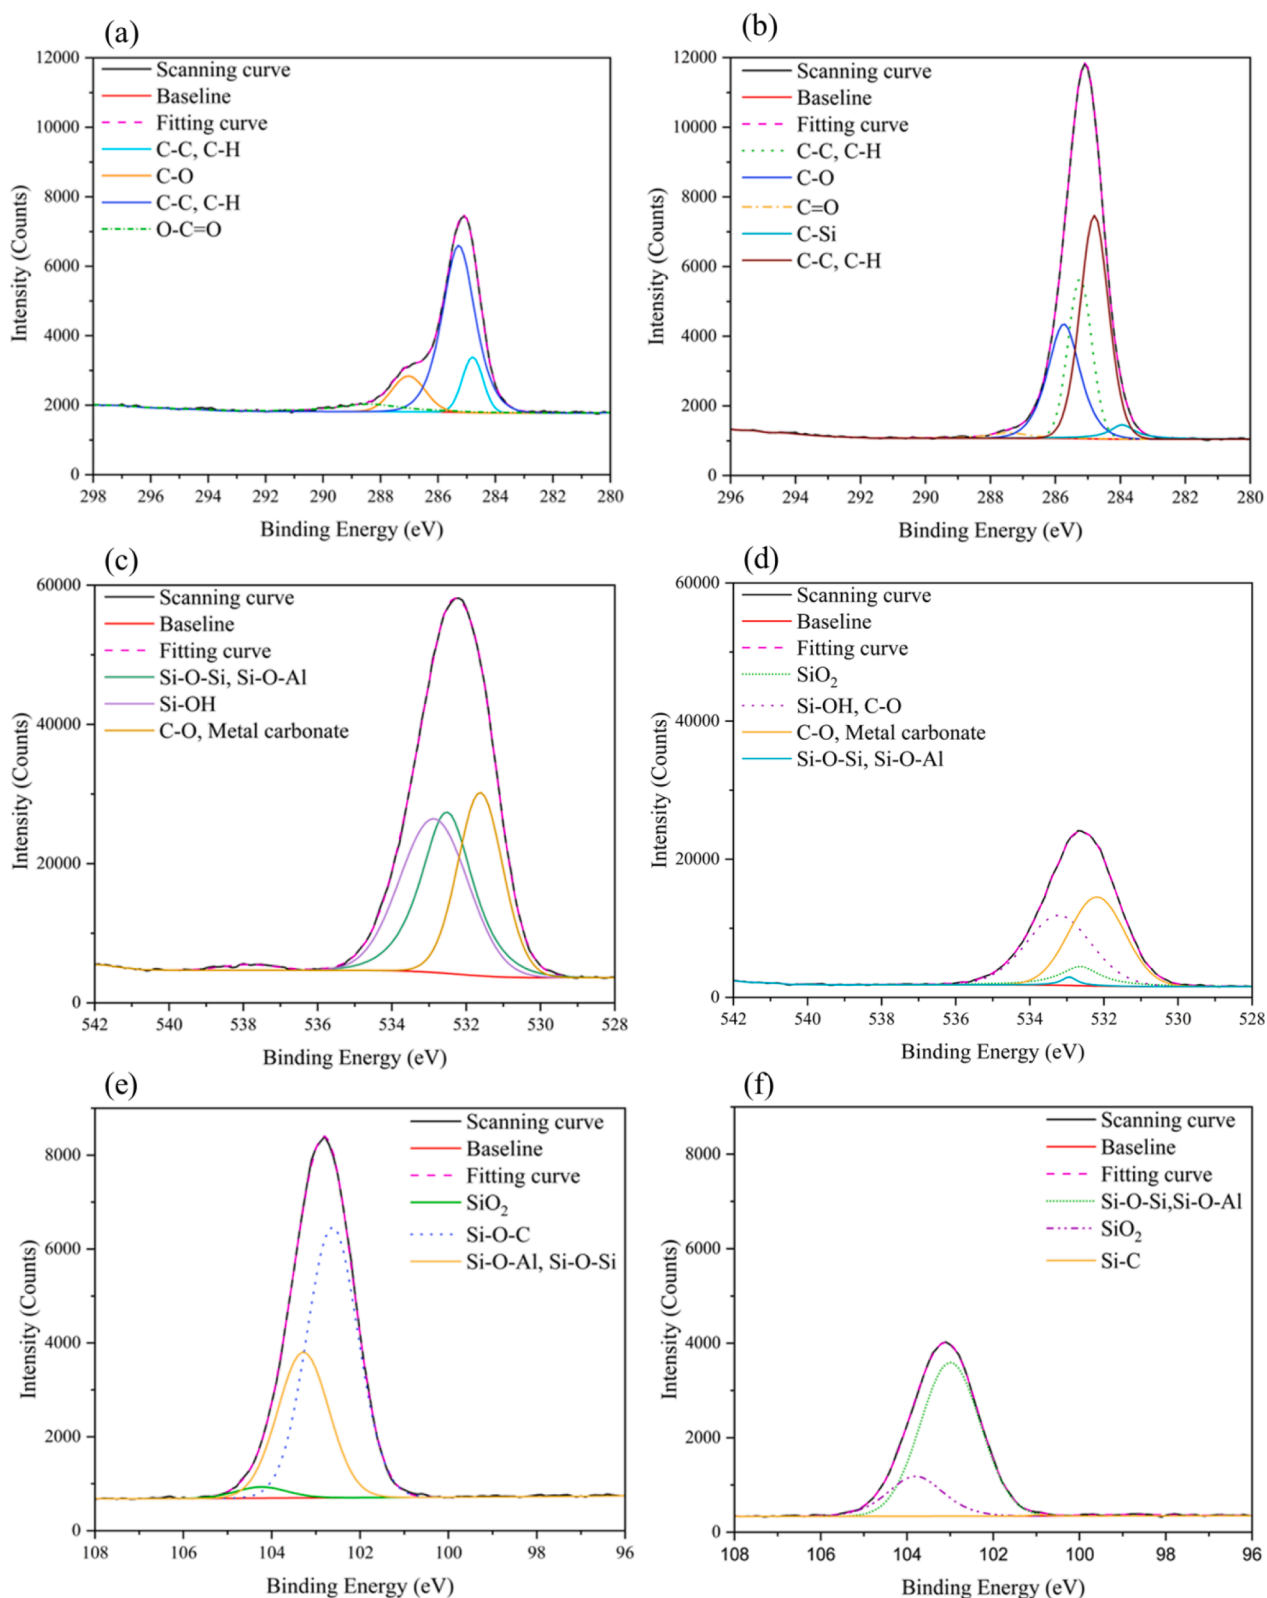 (a)
12000
10000
8000
6000
4000
2000
0
Intensity (Counts)
Scanning curve
Baseline
Fitting curve
C-C, C-H
C-O
C-C, C-H
O-C=O
298 296 294 292 290 288 286 284 282 280
Binding Energy (eV)
(b)
12000
10000
8000
6000
4000
2000
0
Intensity (Counts)
Scanning curve
Baseline
Fitting curve
C-C, C-H
C-O
C=O
C-Si
C-C, C-H
296 294 292 290 288 286 284 282 280
Binding Energy (eV)
(c)
60000
40000
20000
0
Intensity (Counts)
Scanning curve
Baseline
Fitting curve
Si-O-Si, Si-O-Al
Si-OH
C-O, Metal carbonate
542 540 538 536 534 532 530 528
Binding Energy (eV)
(d)
60000
40000
20000
0
Intensity (Counts)
Scanning curve
Baseline
Fitting curve
SiO₂
Si-OH, C-O
C-O, Metal carbonate
Si-O-Si, Si-O-Al
542 540 538 536 534 532 530 528
Binding Energy (eV)
(e)
8000
6000
4000
2000
0
Intensity (Counts)
Scanning curve
Baseline
Fitting curve
SiO₂
Si-O-C
Si-O-Al, Si-O-Si
108 106 104 102 100 98 96
Binding Energy (eV)
(f)
8000
6000
4000
2000
0
Intensity (Counts)
Scanning curve
Baseline
Fitting curve
Si-O-Si,Si-O-Al
SiO₂
Si-C
108 106 104 102 100 98 96
Binding Energy (eV)